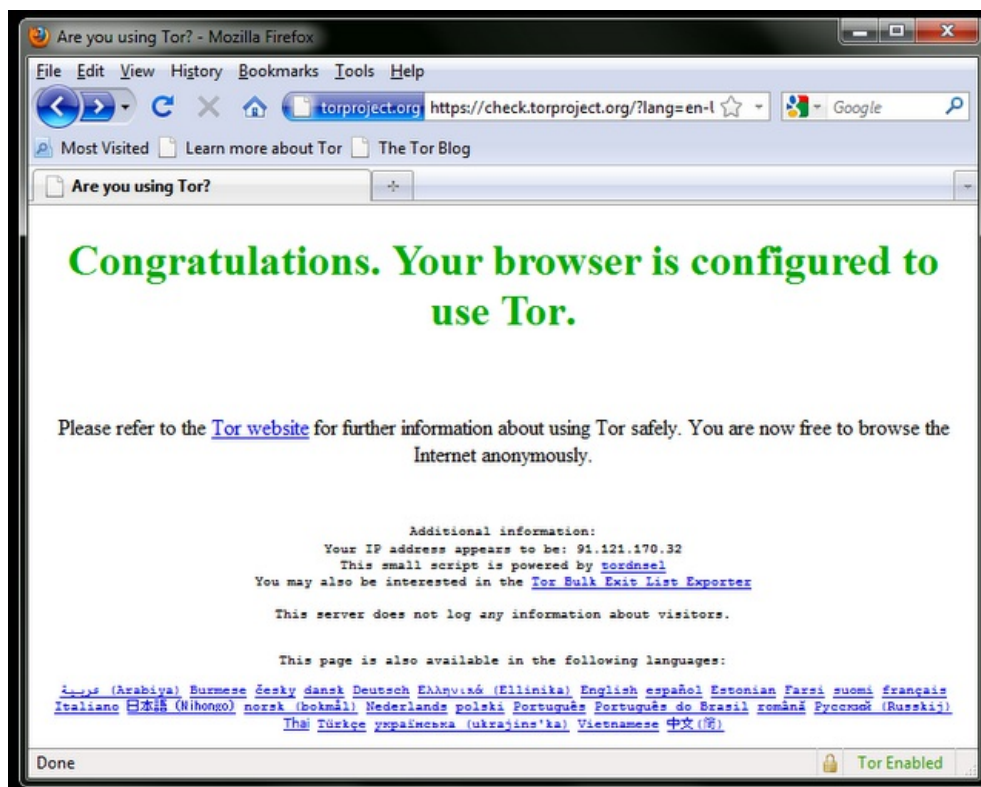 Are you using Tor? - Mozilla Firefox
File Edit View History Bookmarks Tools Help
torproject.org https://check.torproject.org/?lang=en-U Google
Most Visited Learn more about Tor The Tor Blog
Are you using Tor?
Congratulations. Your browser is configured to
use Tor.
Please refer to the Tor website for further information about using Tor safely. You are now free to browse the
Internet anonymously.
Additional information:
Your IP address appears to be: 91.121.170.32
This small script is powered by tordnsel
You may also be interested in the Tor Bulk Exit List Exporter
This server does not log any information about visitors.
This page is also available in the following languages:
عربية (Arabiya) Burmese česky dansk Deutsch Ελληνικά (Ellinika) English español Estonian Farsi suomi français
Italiano 日本語 (Nihongo) norsk (bokmål) Nederlands polski Português Português do Brasil română Русский (Russkij)
Thai Türkçe українська (ukrajins'ka) Vietnamese 中文(简)
Done Tor Enabled